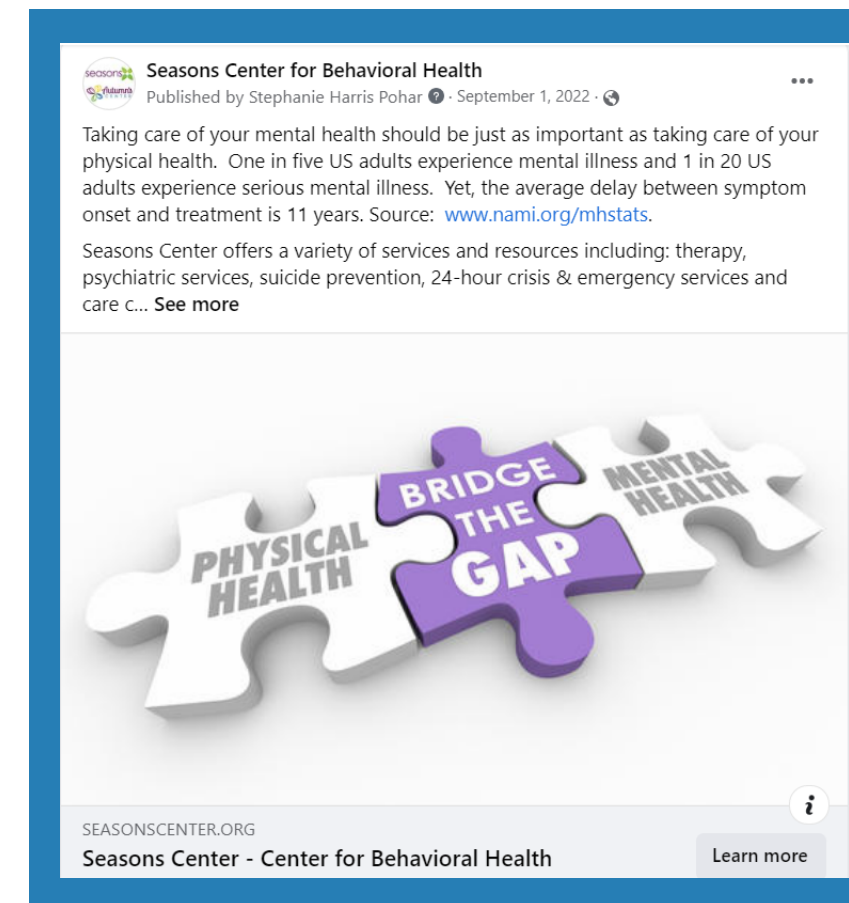 seasons
Autumn's
CENTER
Seasons Center for Behavioral Health
Published by Stephanie Harris Pohar ? · September 1, 2022 ·
Taking care of your mental health should be just as important as taking care of your
physical health.  One in five US adults experience mental illness and 1 in 20 US
adults experience serious mental illness.  Yet, the average delay between symptom
onset and treatment is 11 years. Source:  www.nami.org/mhstats.
Seasons Center offers a variety of services and resources including: therapy,
psychiatric services, suicide prevention, 24-hour crisis & emergency services and
care c... See more
PHYSICAL
HEALTH
BRIDGE
THE
GAP
MENTAL
HEALTH
i
SEASONSCENTER.ORG
Seasons Center - Center for Behavioral Health
Learn more